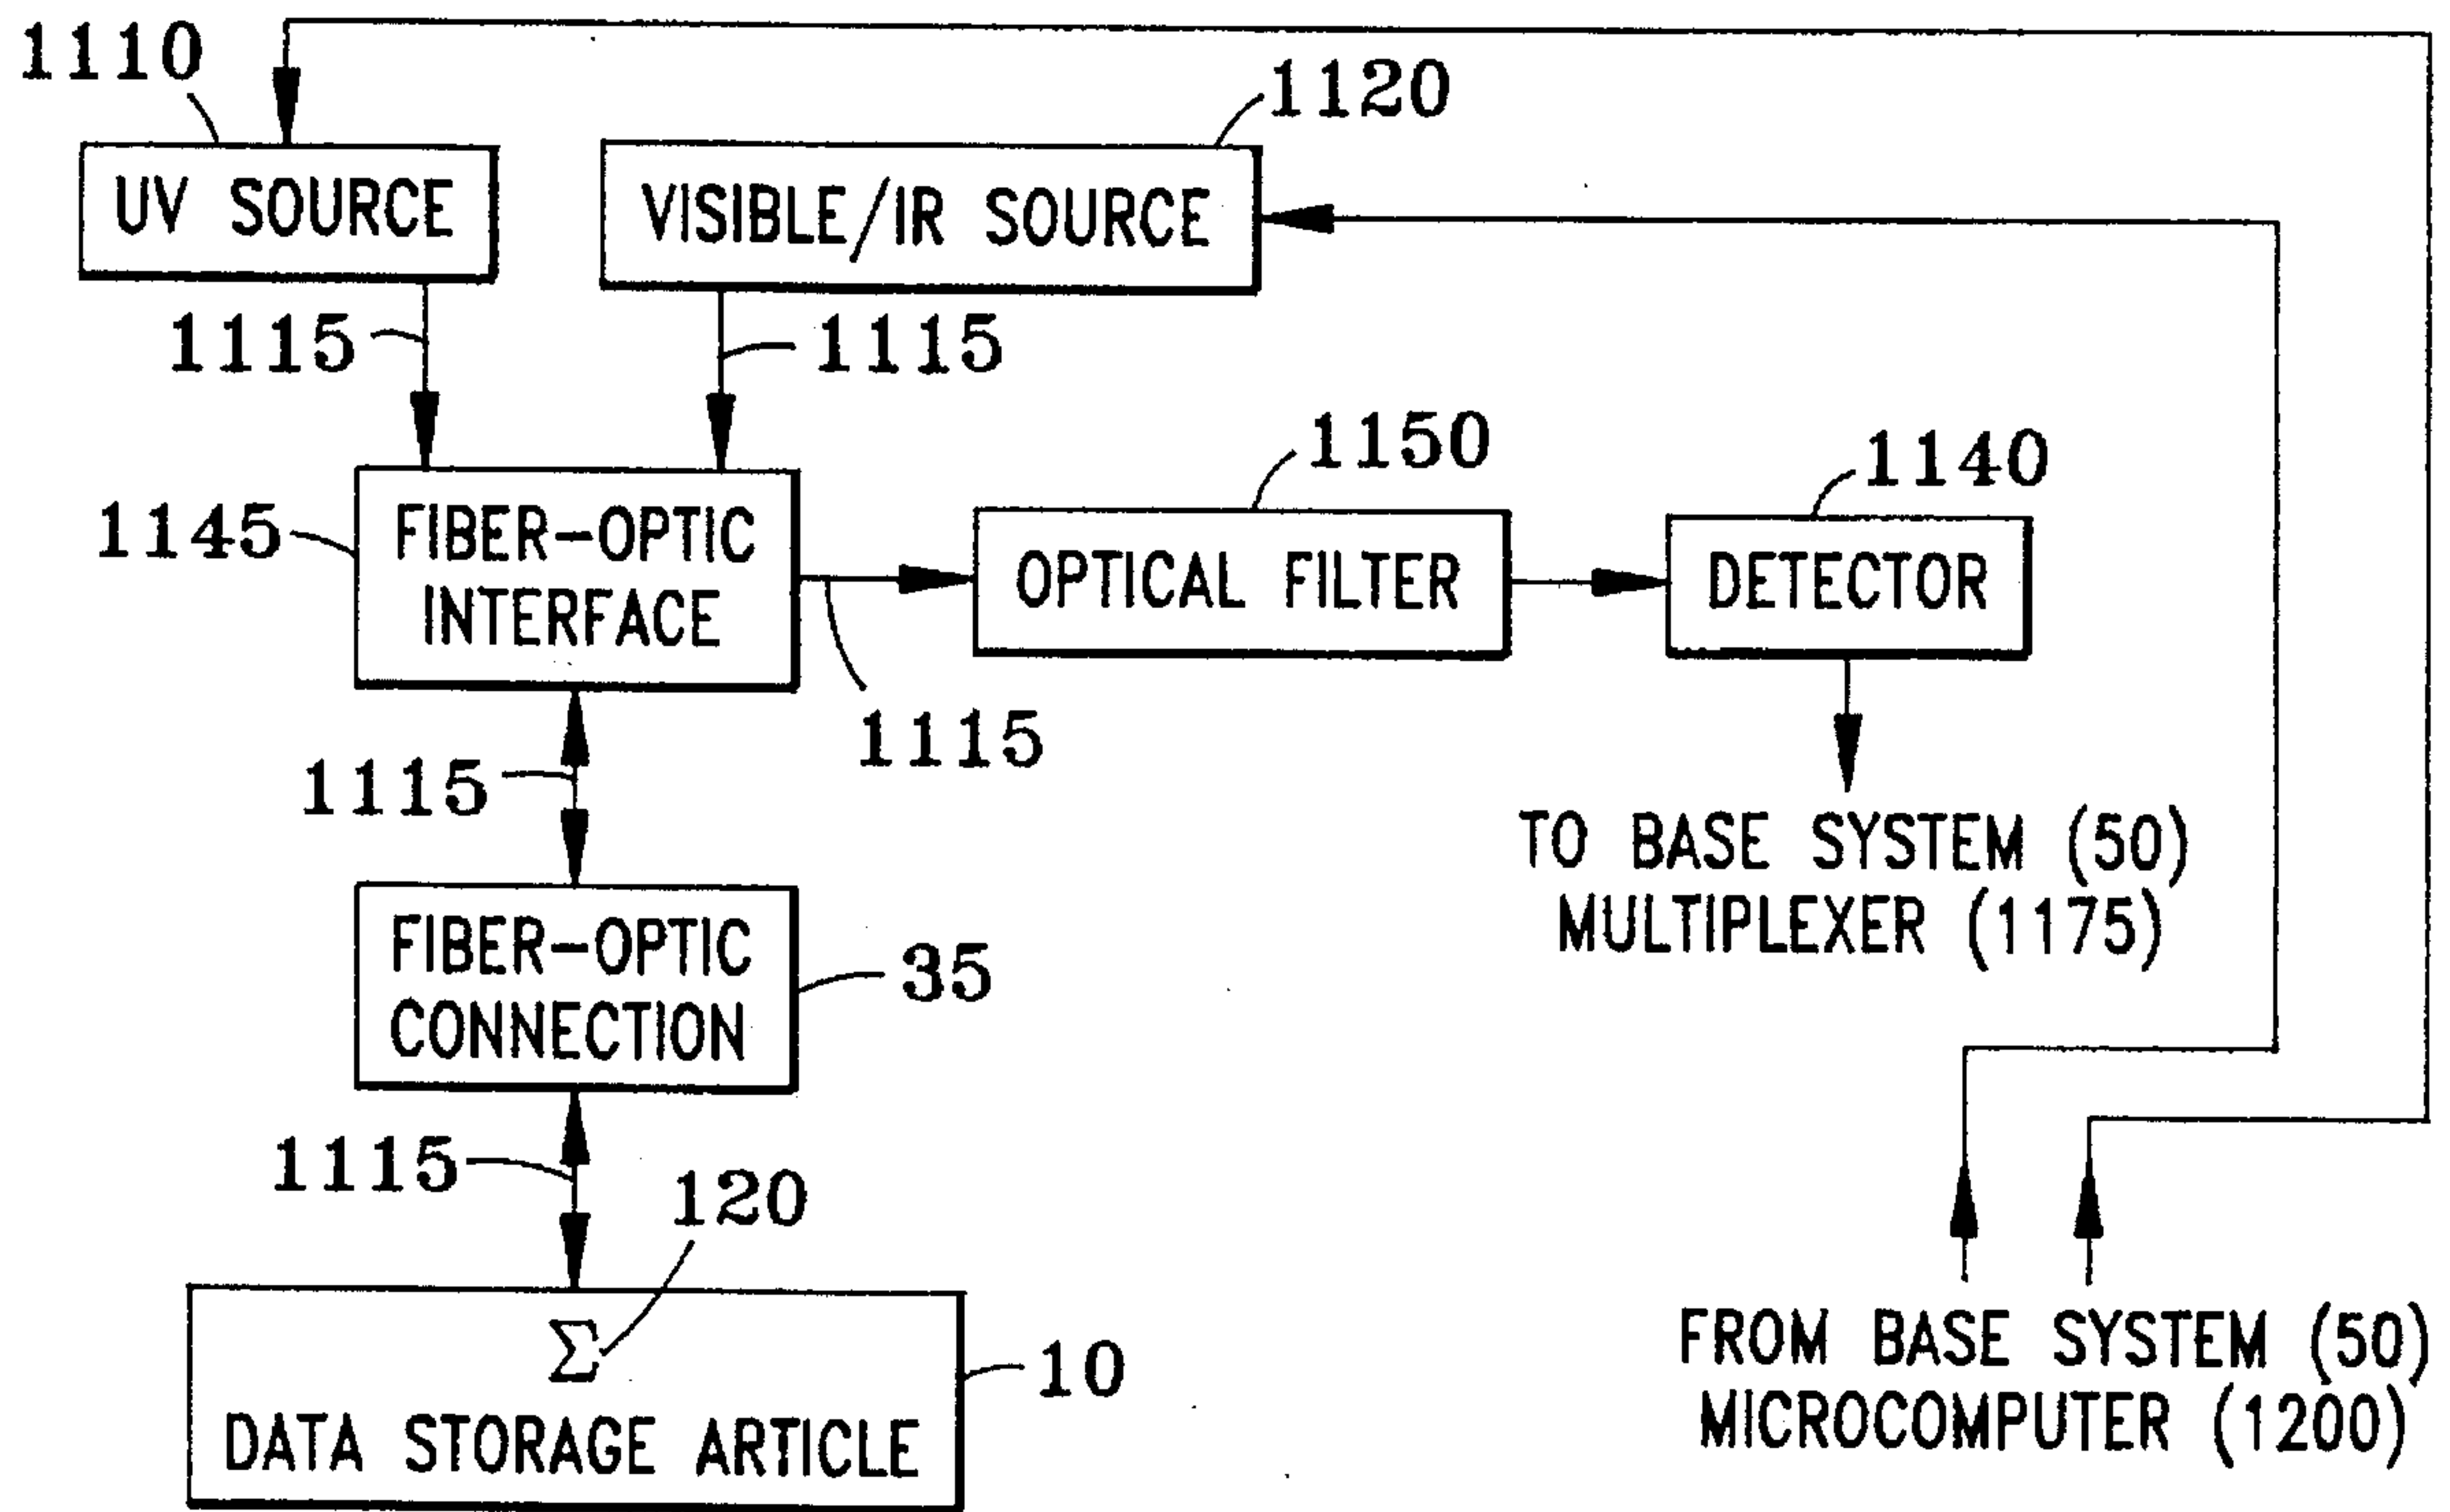 1110
1120
UV SOURCE
VISIBLE/IR SOURCE
1115
1115
1150
1140
1145
FIBER-OPTIC
INTERFACE
OPTICAL FILTER
DETECTOR
1115
1115
TO BASE SYSTEM (50)
MULTIPLEXER (1175)
FIBER-OPTIC
CONNECTION
35
1115
120
Σ
10
DATA STORAGE ARTICLE
FROM BASE SYSTEM (50)
MICROCOMPUTER (1200)